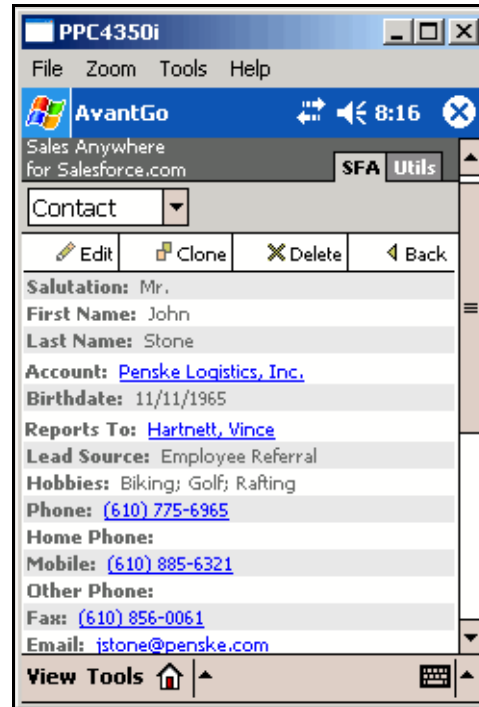 PPC4350i
File Zoom Tools Help
AvantGo 8:16
Sales Anywhere
for Salesforce.com
SFA Utils
Contact
Edit Clone Delete Back
Salutation: Mr.
First Name: John
Last Name: Stone
Account: Penske Logistics, Inc.
Birthdate: 11/11/1965
Reports To: Hartnett, Vince
Lead Source: Employee Referral
Hobbies: Biking; Golf; Rafting
Phone: (610) 775-6965
Home Phone:
Mobile: (610) 885-6321
Other Phone:
Fax: (610) 856-0061
Email: jstone@penske.com
View Tools